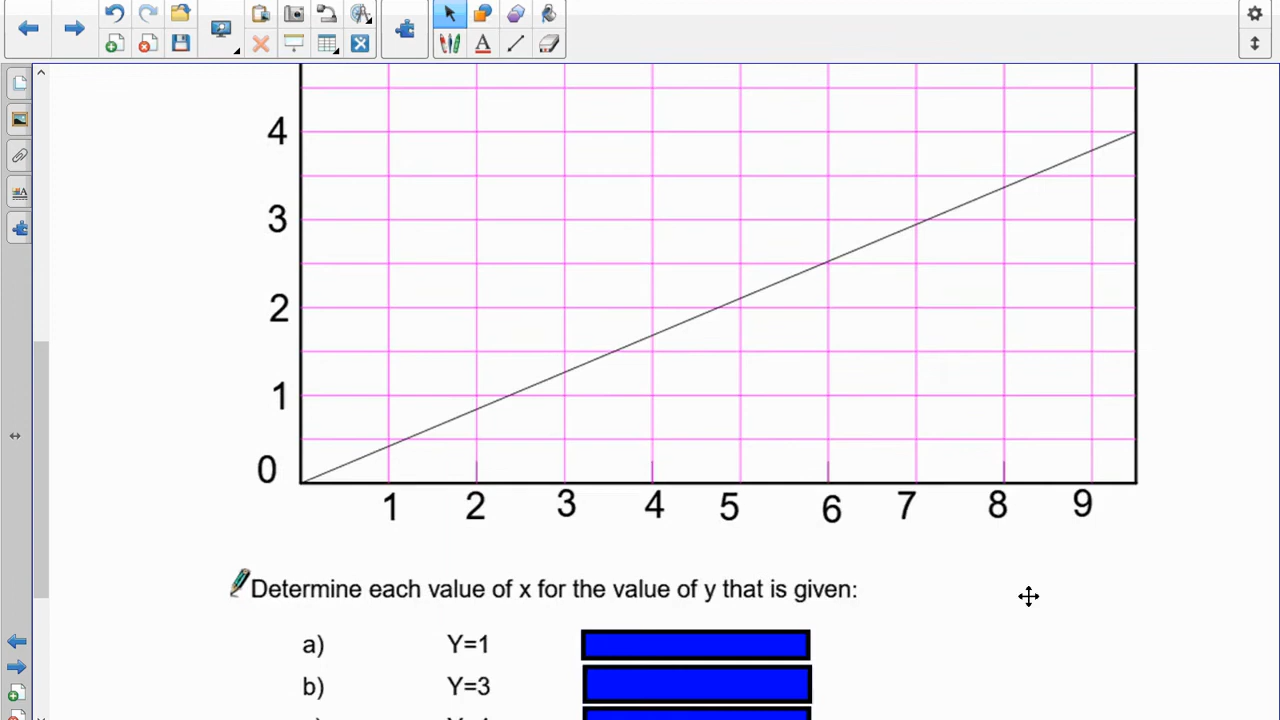 4
3
2
1
0
1 2 3 4 5 6 7 8 9
Determine each value of x for the value of y that is given:
a) Y=1
b) Y=3